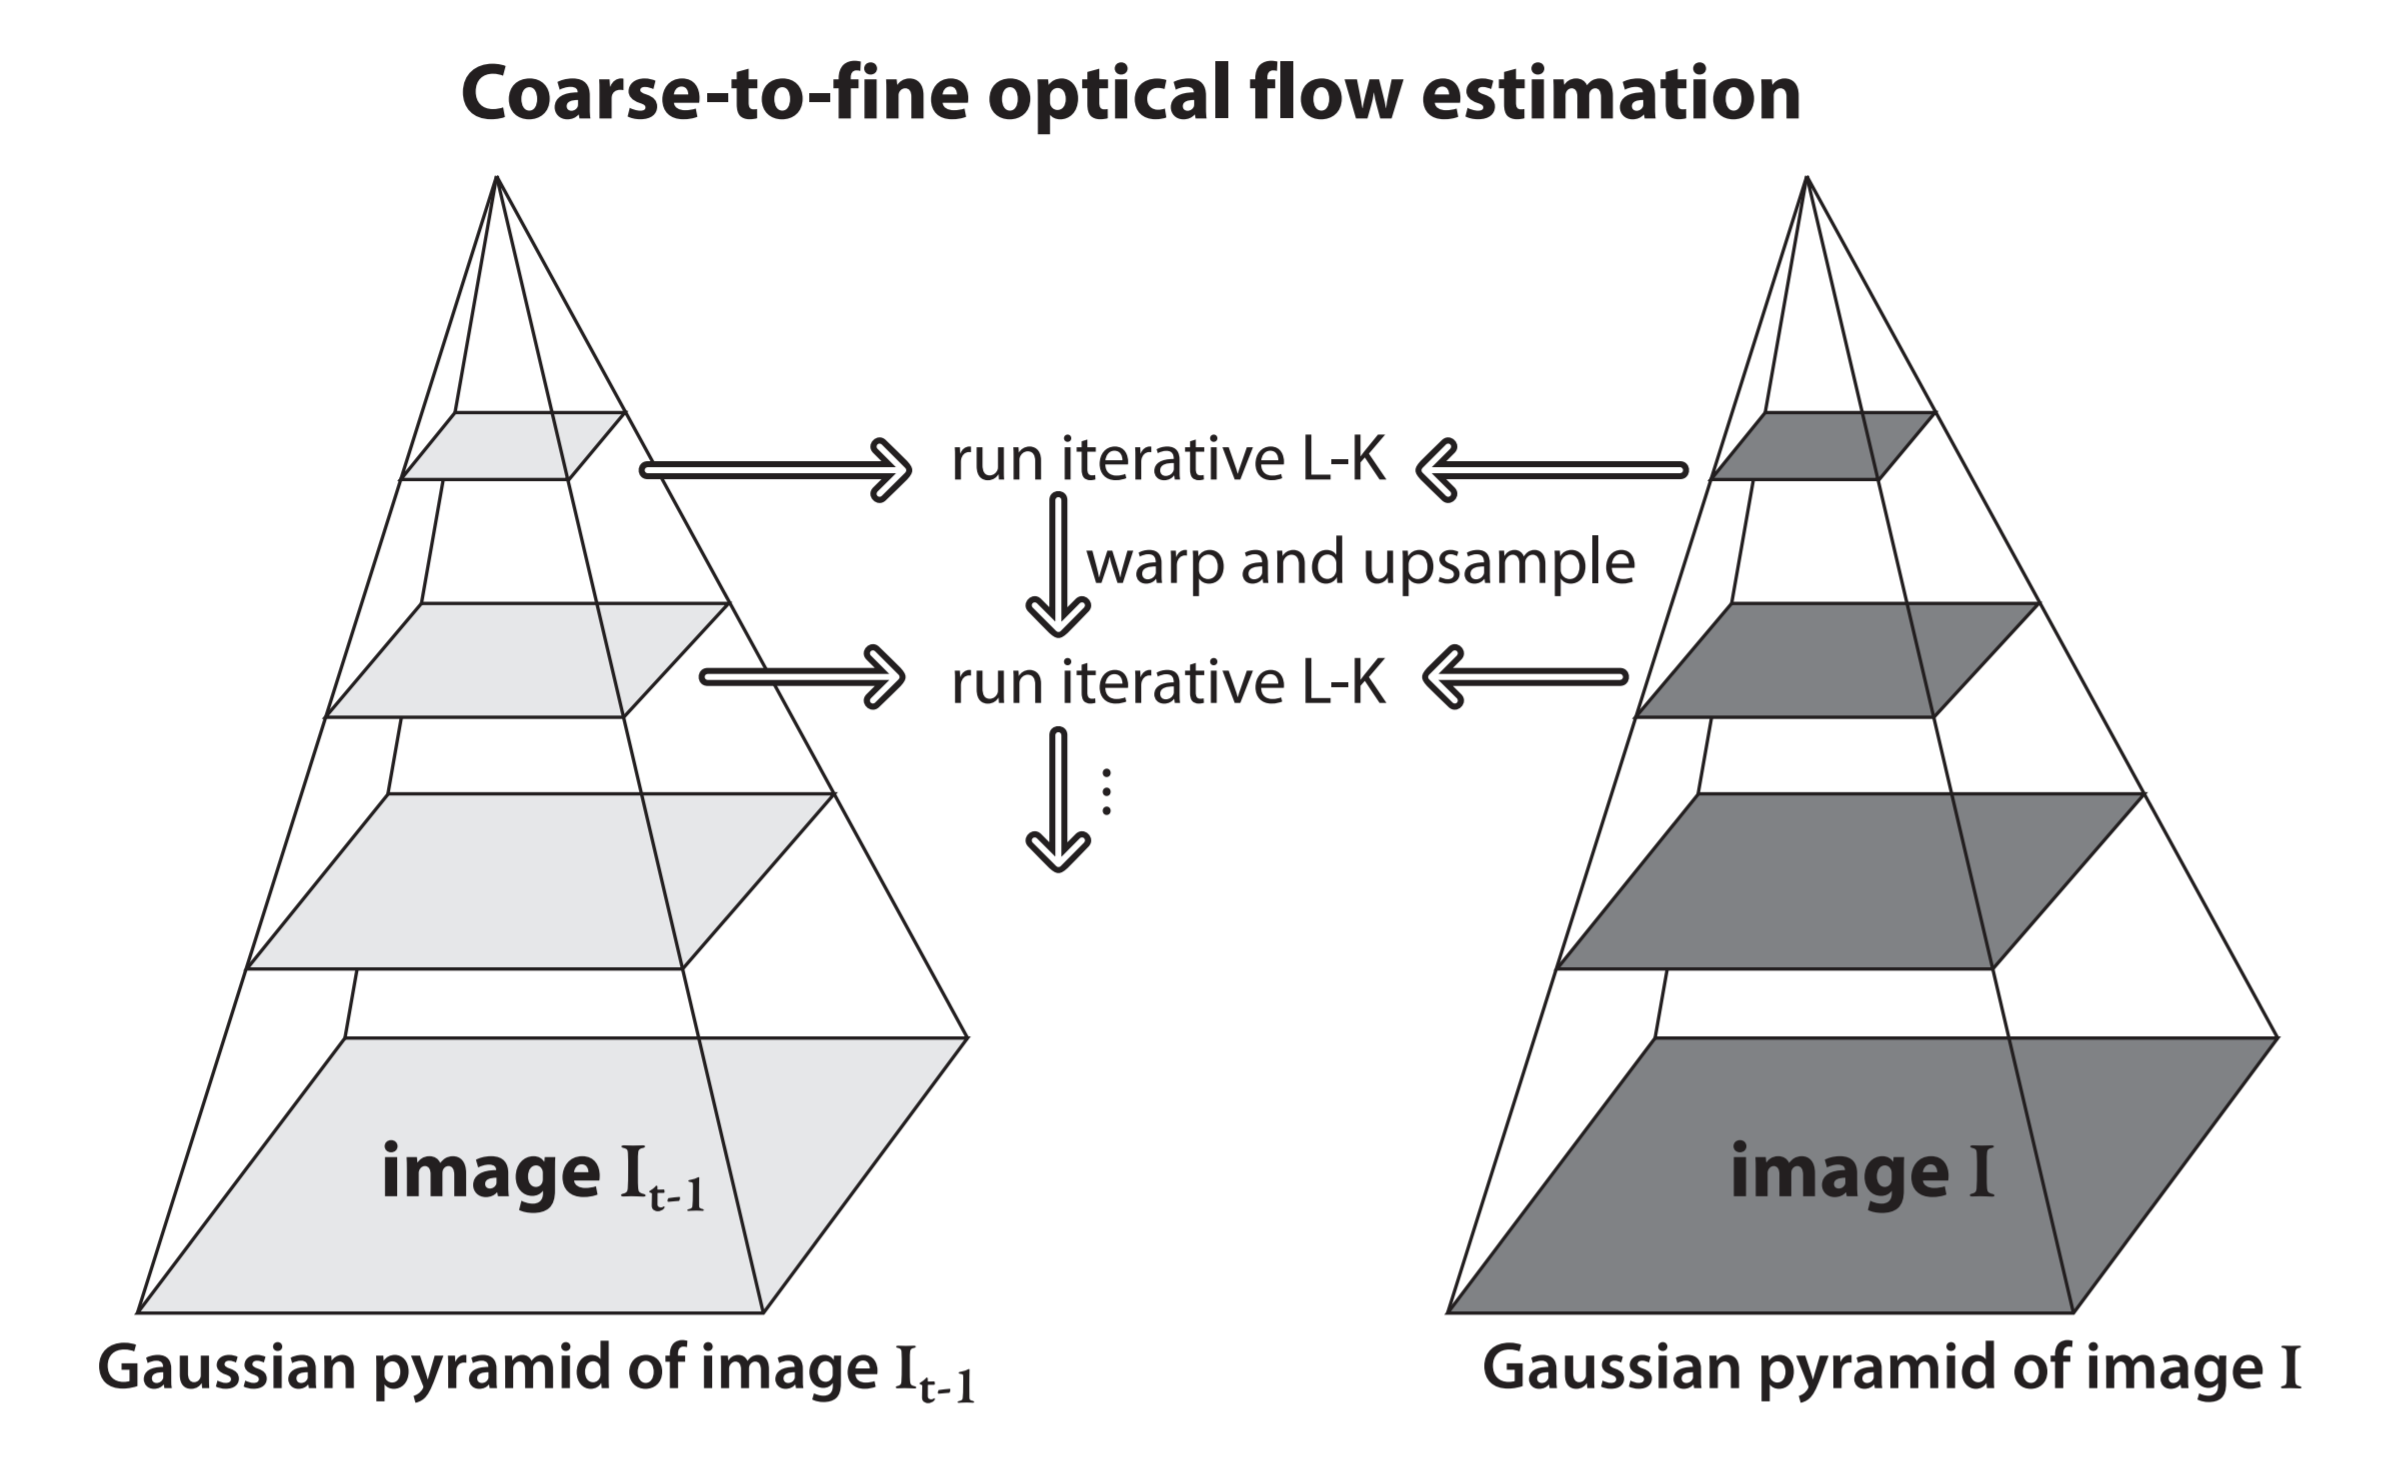 Coarse-to-fine optical flow estimation
run iterative L-K
warp and upsample
run iterative L-K
⋮
image I_{t-1}
image I
Gaussian pyramid of image I_{t-1}
Gaussian pyramid of image I